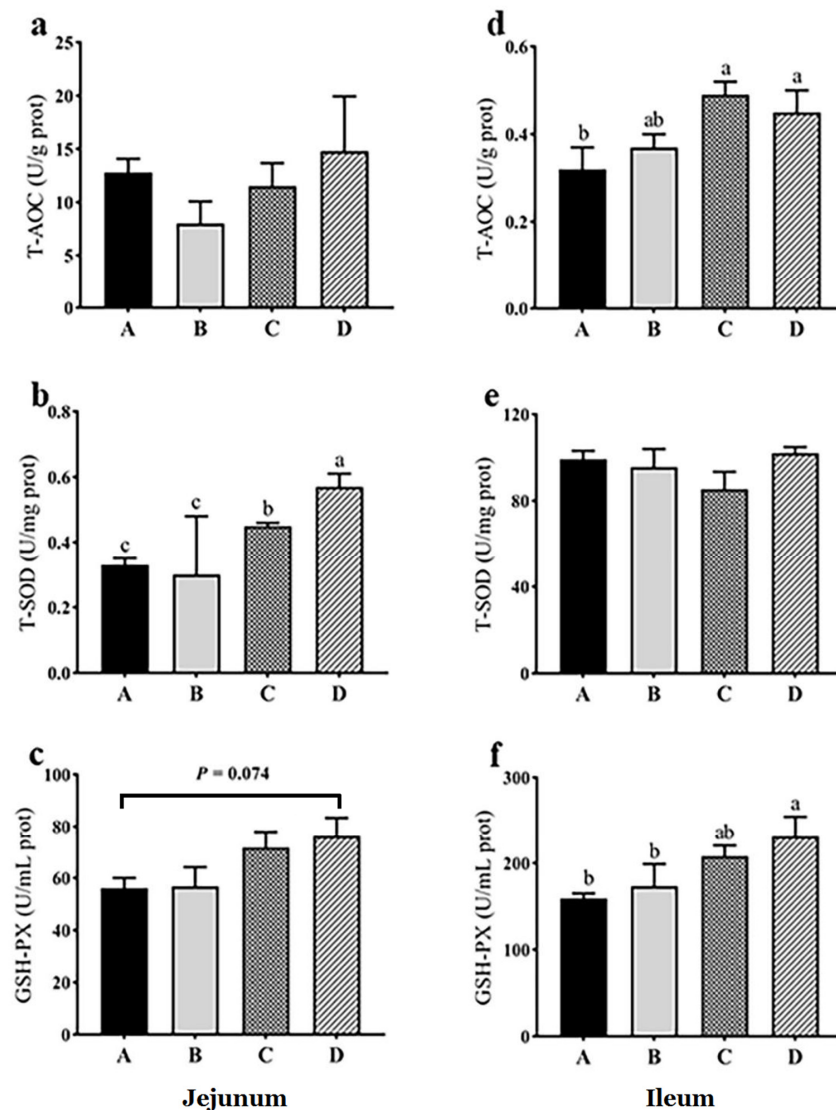 a
T-AOC (U/g prot)
25
20
15
10
5
0
A B C D
d
T-AOC (U/g prot)
0.6
0.4
0.2
0.0
b ab a a
A B C D
b
T-SOD (U/mg prot)
0.8
0.6
0.4
0.2
0.0
c c b a
A B C D
e
T-SOD (U/mg prot)
120
80
40
0
A B C D
c
GSH-PX (U/mL prot)
100
80
60
40
20
0
P = 0.074
A B C D
f
GSH-PX (U/mL prot)
300
200
100
0
b b ab a
A B C D
Jejunum
Ileum